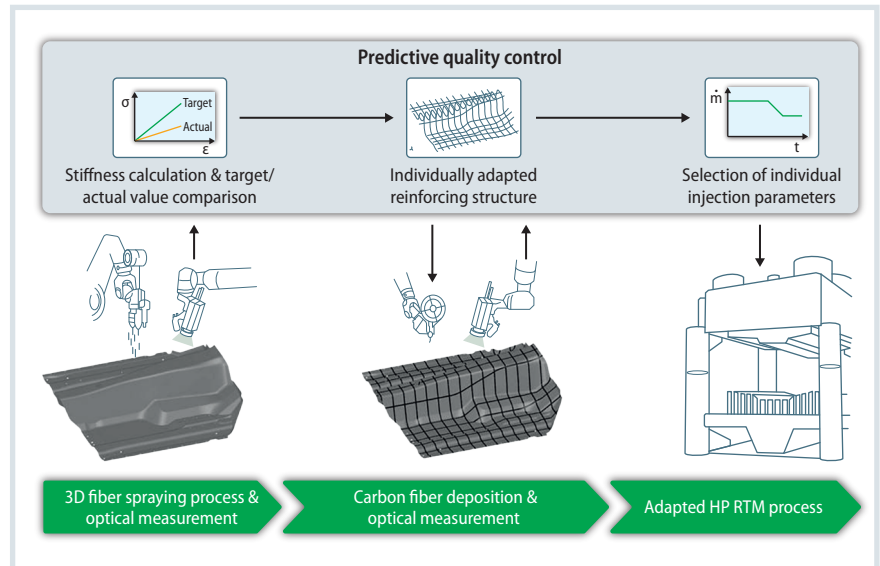 Predictive quality control
σ
Target
Actual
ε
ṁ
t
Stiffness calculation & target/
actual value comparison
Individually adapted
reinforcing structure
Selection of individual
injection parameters
3D fiber spraying process &
optical measurement
Carbon fiber deposition &
optical measurement
Adapted HP RTM process